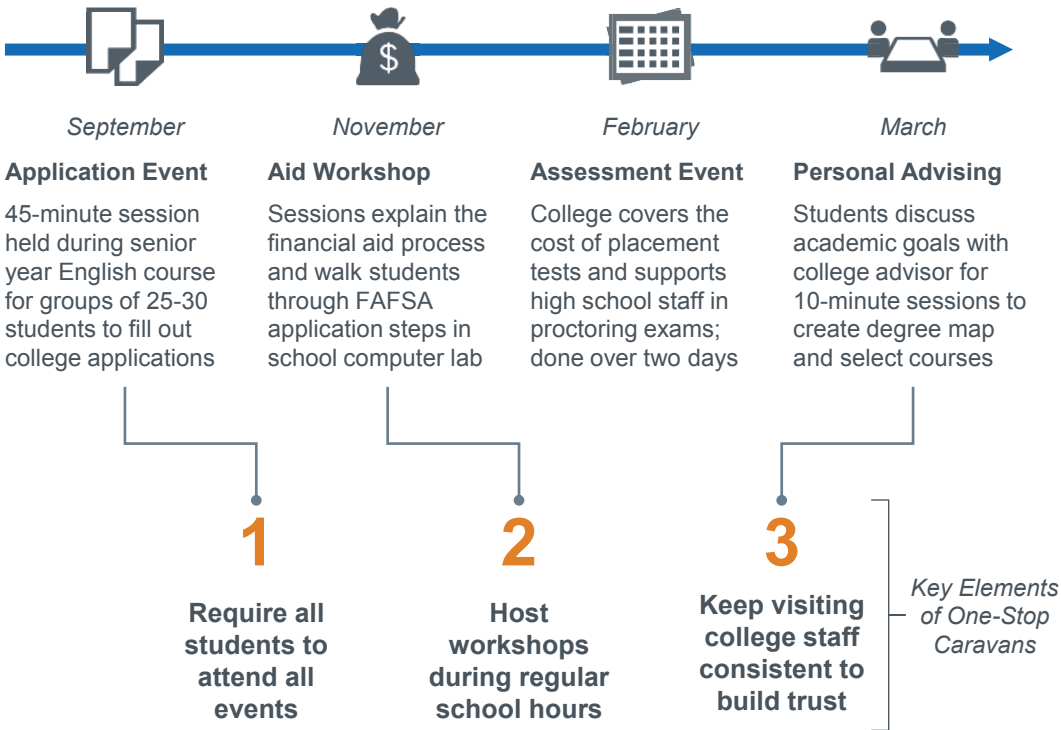 $
September
November
February
March
Application Event
45-minute session
held during senior
year English course
for groups of 25-30
students to fill out
college applications
Aid Workshop
Sessions explain the
financial aid process
and walk students
through FAFSA
application steps in
school computer lab
Assessment Event
College covers the
cost of placement
tests and supports
high school staff in
proctoring exams;
done over two days
Personal Advising
Students discuss
academic goals with
college advisor for
10-minute sessions to
create degree map
and select courses
1
Require all
students to
attend all
events
2
Host
workshops
during regular
school hours
3
Keep visiting
college staff
consistent to
build trust
Key Elements
of One-Stop
Caravans